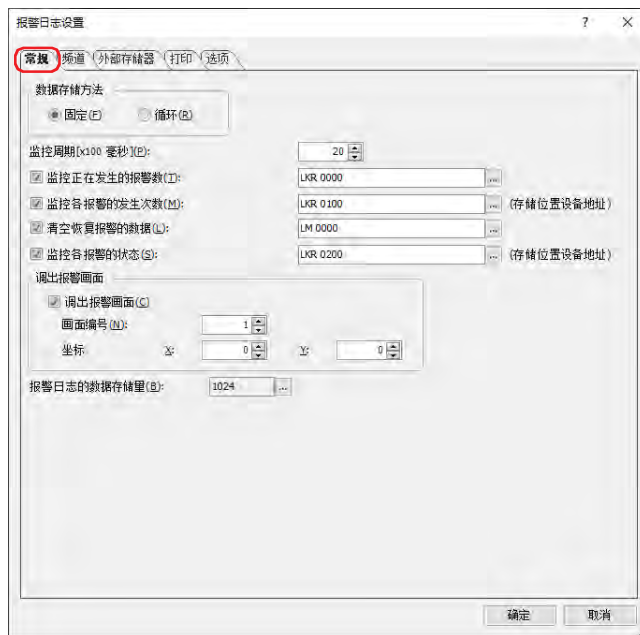 报警日志设置 ? ×
常规 频道 外部存储器 打印 选项
数据存储方法
固定(F) 循环(R)
监控周期[x100 毫秒](P): 20
监控正在发生的报警数(T): LKR 0000 ...
监控各报警的发生次数(M): LKR 0100 ... (存储位置设备地址)
清空恢复报警的数据(L): LM 0000 ...
监控各报警的状态(S): LKR 0200 ... (存储位置设备地址)
调出报警画面
调出报警画面(C)
画面编号(N): 1
坐标 X: 0 Y: 0
报警日志的数据存储里(B): 1024 ...
确定 取消